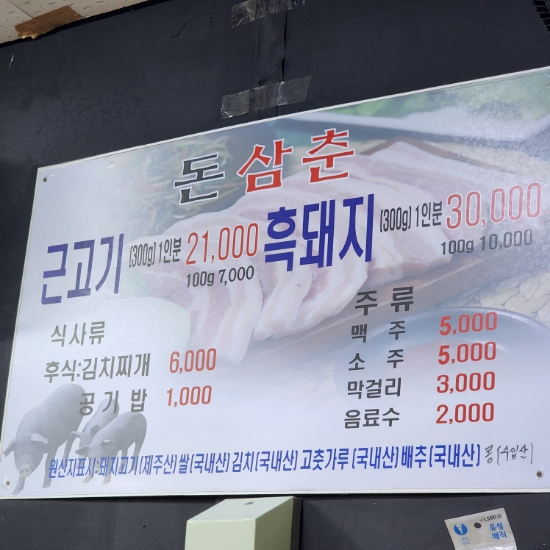 돈삼춘
근고기 (300g) 1인분 21,000
100g 7,000
흑돼지 (300g) 1인분 30,000
100g 10,000
식사류
후식:김치찌개 6,000
공기밥 1,000
주류
맥주 5,000
소주 5,000
막걸리 3,000
음료수 2,000
원산지표시:돼지고기(제주산)쌀(국내산)김치(국내산)고춧가루(국내산)배추(국내산) 콩(수입산)